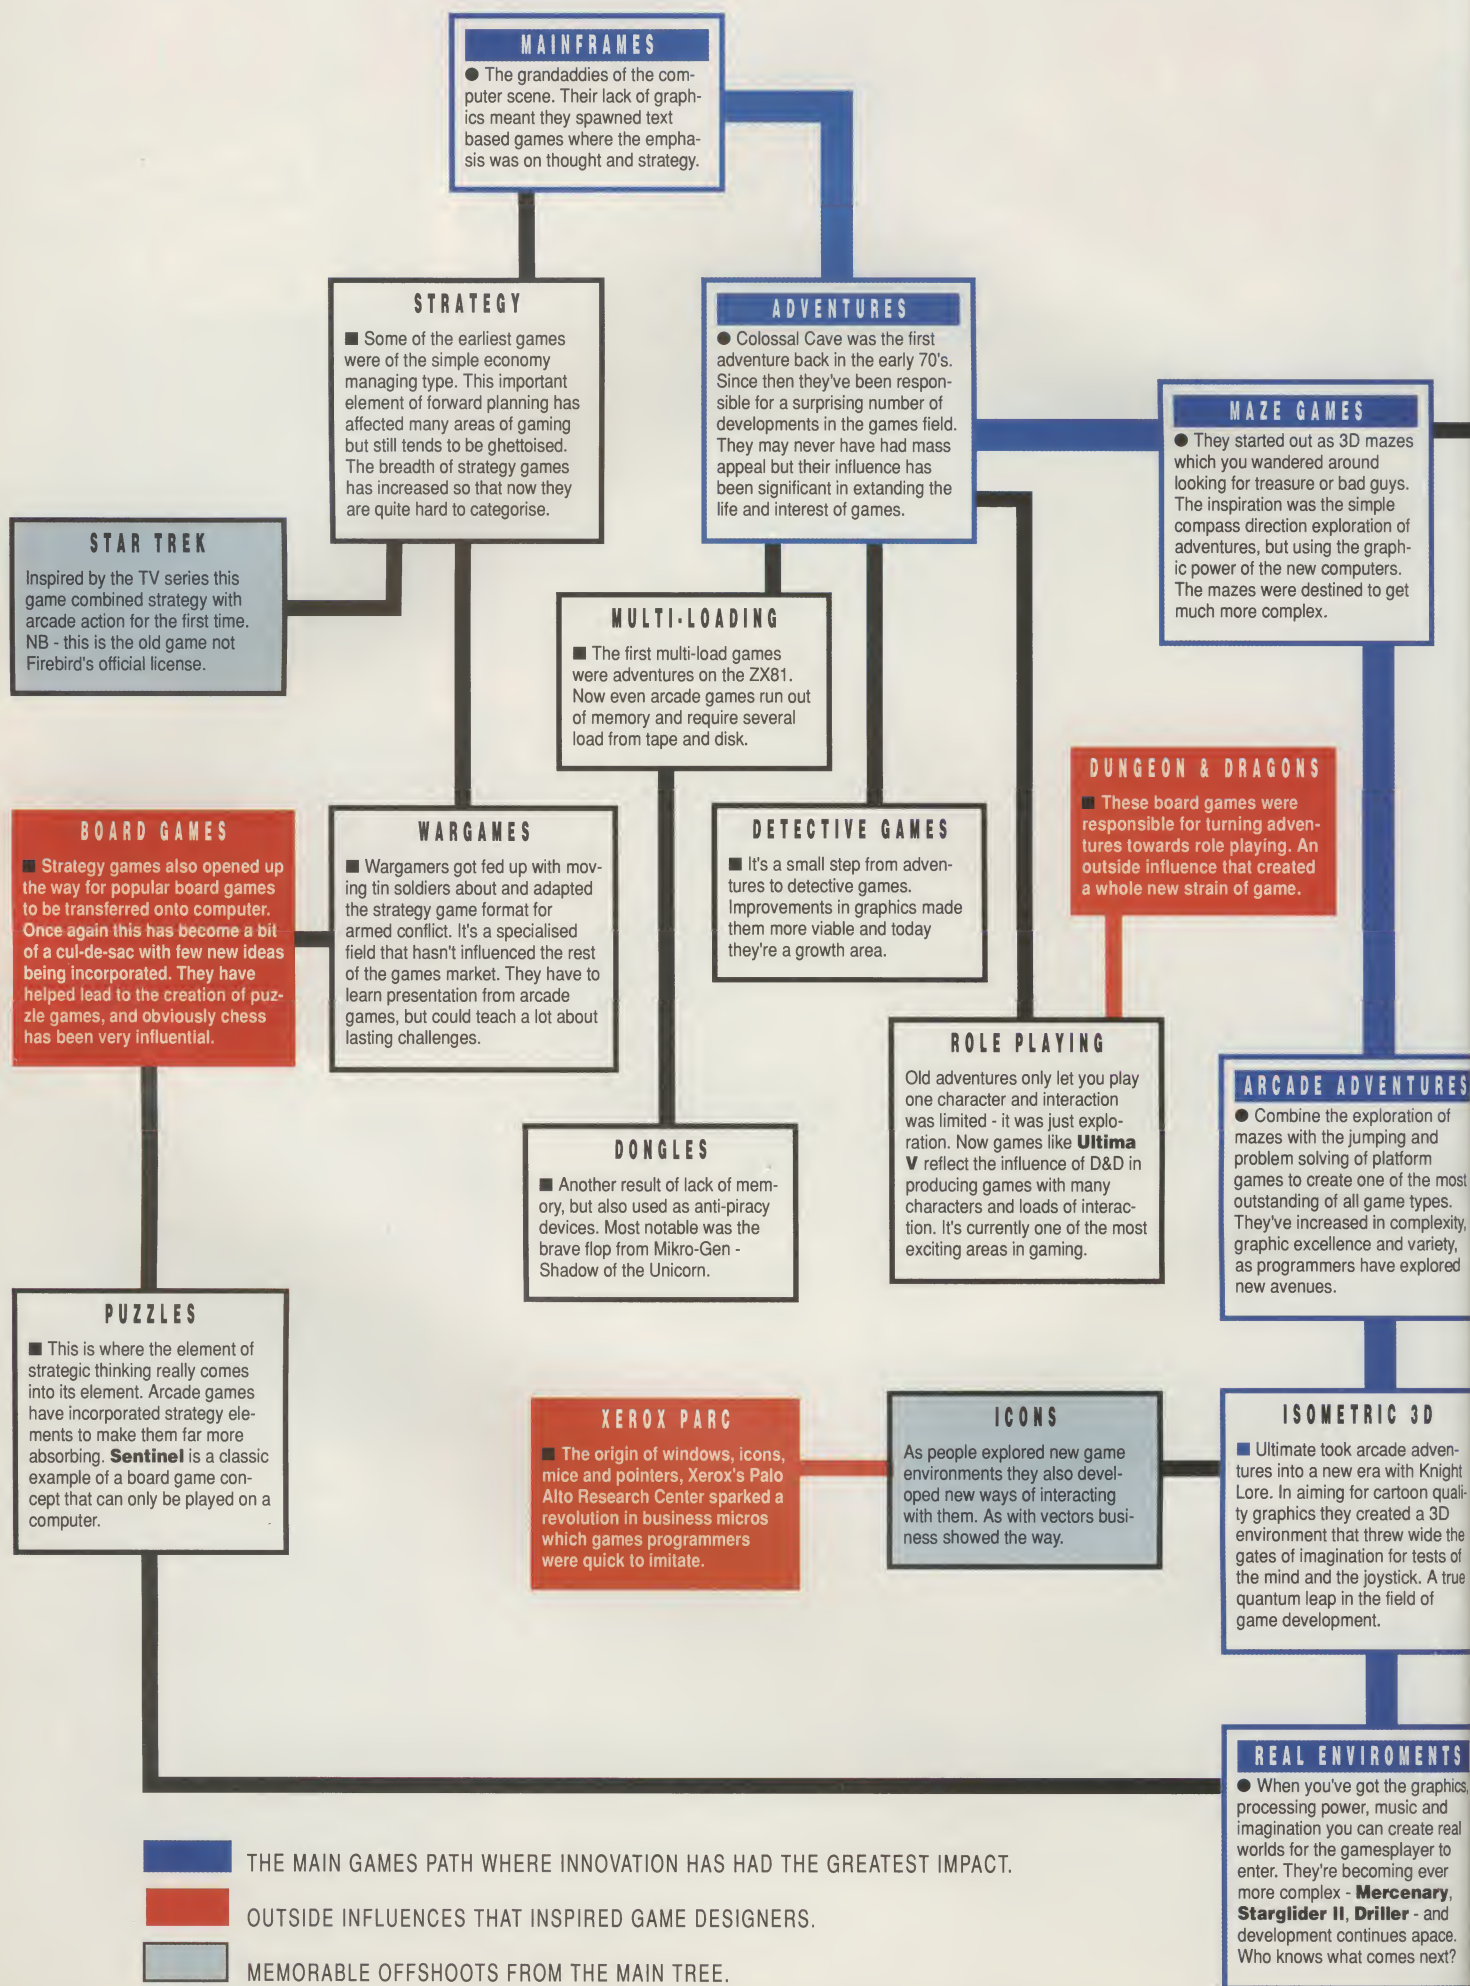 MAINFRAMES
● The grandaddies of the com-
puter scene. Their lack of graph-
ics meant they spawned text
based games where the empha-
sis was on thought and strategy.
STRATEGY
■ Some of the earliest games
were of the simple economy
managing type. This important
element of forward planning has
affected many areas of gaming
but still tends to be ghettoised.
The breadth of strategy games
has increased so that now they
are quite hard to categorise.
ADVENTURES
● Colossal Cave was the first
adventure back in the early 70's.
Since then they've been respon-
sible for a surprising number of
developments in the games field.
They may never have had mass
appeal but their influence has
been significant in extanding the
life and interest of games.
MAZE GAMES
● They started out as 3D mazes
which you wandered around
looking for treasure or bad guys.
The inspiration was the simple
compass direction exploration of
adventures, but using the graph-
ic power of the new computers.
The mazes were destined to get
much more complex.
STAR TREK
Inspired by the TV series this
game combined strategy with
arcade action for the first time.
NB - this is the old game not
Firebird's official license.
MULTI-LOADING
■ The first multi-load games
were adventures on the ZX81.
Now even arcade games run out
of memory and require several
load from tape and disk.
DUNGEON & DRAGONS
■ These board games were
responsible for turning adven-
tures towards role playing. An
outside influence that created
a whole new strain of game.
BOARD GAMES
■ Strategy games also opened up
the way for popular board games
to be transferred onto computer.
Once again this has become a bit
of a cul-de-sac with few new ideas
being incorporated. They have
helped lead to the creation of puz-
zle games, and obviously chess
has been very influential.
WARGAMES
■ Wargamers got fed up with mov-
ing tin soldiers about and adapted
the strategy game format for
armed conflict. It's a specialised
field that hasn't influenced the rest
of the games market. They have to
learn presentation from arcade
games, but could teach a lot about
lasting challenges.
DETECTIVE GAMES
■ It's a small step from adven-
tures to detective games.
Improvements in graphics made
them more viable and today
they're a growth area.
ROLE PLAYING
Old adventures only let you play
one character and interaction
was limited - it was just explo-
ration. Now games like Ultima
V reflect the influence of D&D in
producing games with many
characters and loads of interac-
tion. It's currently one of the most
exciting areas in gaming.
ARCADE ADVENTURES
● Combine the exploration of
mazes with the jumping and
problem solving of platform
games to create one of the most
outstanding of all game types.
They've increased in complexity,
graphic excellence and variety,
as programmers have explored
new avenues.
DONGLES
■ Another result of lack of mem-
ory, but also used as anti-piracy
devices. Most notable was the
brave flop from Mikro-Gen -
Shadow of the Unicorn.
PUZZLES
■ This is where the element of
strategic thinking really comes
into its element. Arcade games
have incorporated strategy ele-
ments to make them far more
absorbing. Sentinel is a classic
example of a board game con-
cept that can only be played on a
computer.
XEROX PARC
■ The origin of windows, icons,
mice and pointers, Xerox's Palo
Alto Research Center sparked a
revolution in business micros
which games programmers
were quick to imitate.
ICONS
As people explored new game
environments they also devel-
oped new ways of interacting
with them. As with vectors busi-
ness showed the way.
ISOMETRIC 3D
■ Ultimate took arcade adven-
tures into a new era with Knight
Lore. In aiming for cartoon quali-
ty graphics they created a 3D
environment that threw wide the
gates of imagination for tests of
the mind and the joystick. A true
quantum leap in the field of
game development.
REAL ENVIROMENTS
● When you've got the graphics,
processing power, music and
imagination you can create real
worlds for the gamesplayer to
enter. They're becoming ever
more complex - Mercenary,
Starglider II, Driller - and
development continues apace.
Who knows what comes next?
THE MAIN GAMES PATH WHERE INNOVATION HAS HAD THE GREATEST IMPACT.
OUTSIDE INFLUENCES THAT INSPIRED GAME DESIGNERS.
MEMORABLE OFFSHOOTS FROM THE MAIN TREE.